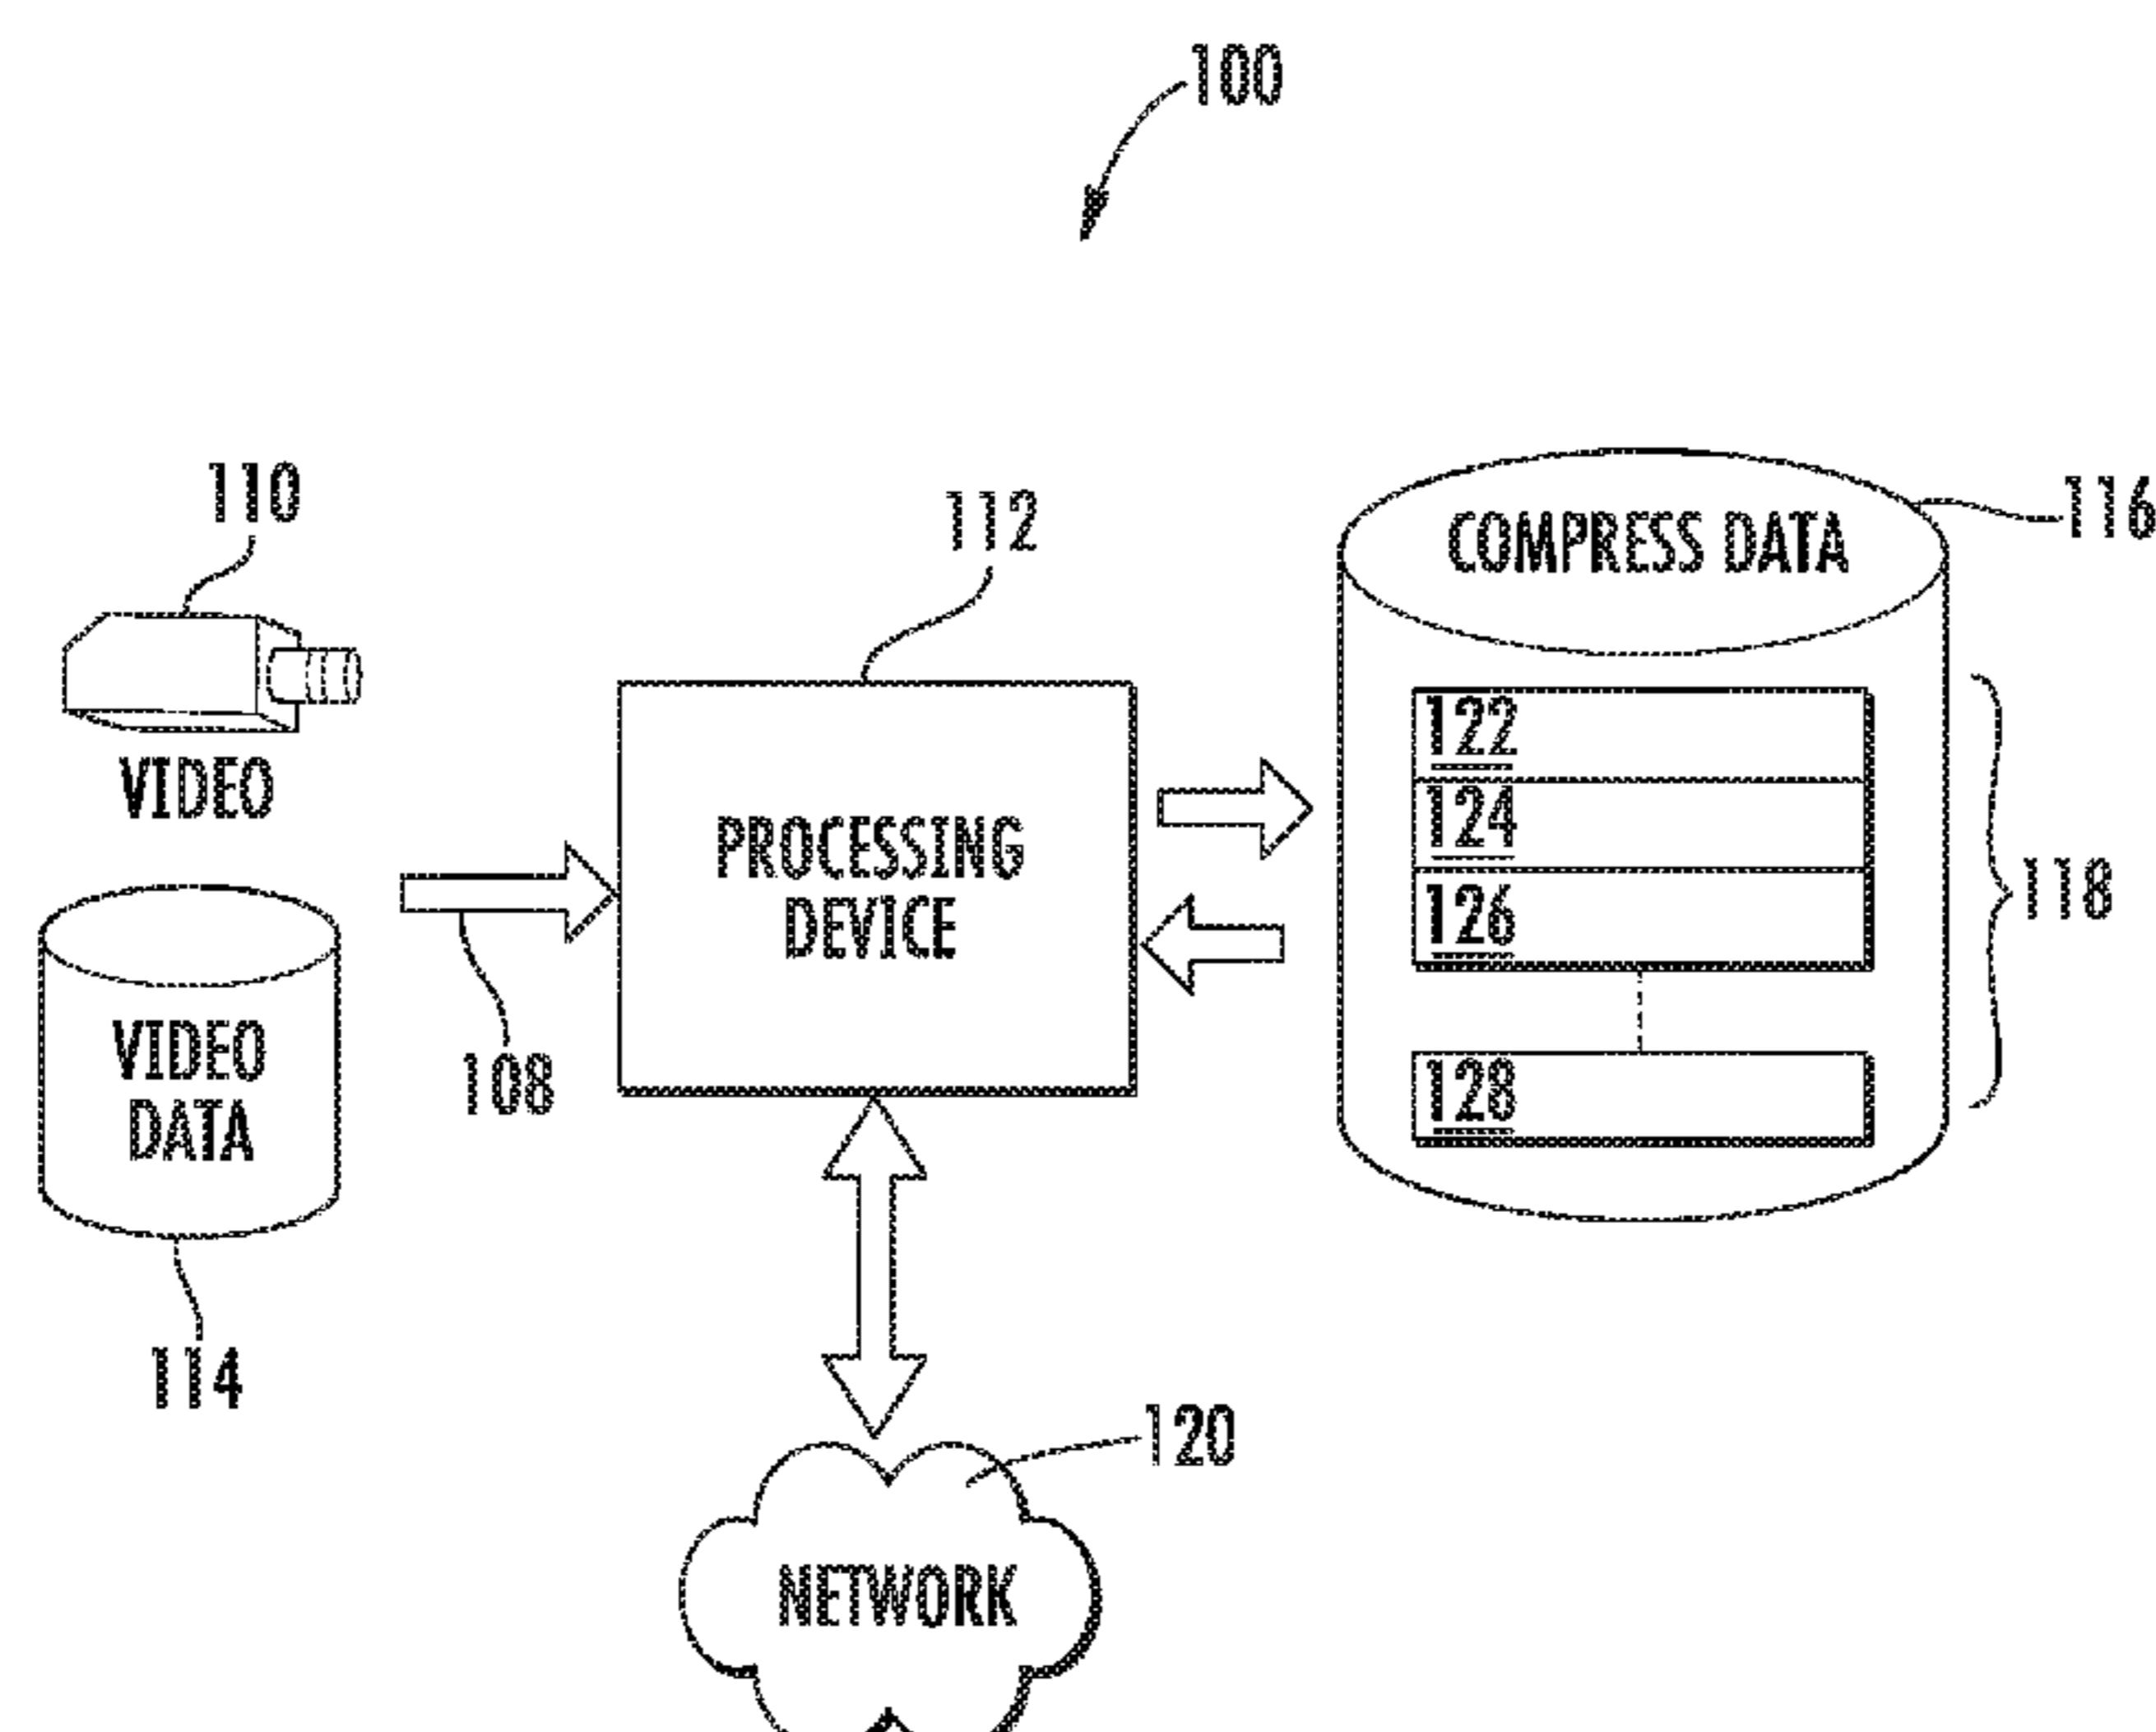 100
110
112
116
COMPRESS DATA
VIDEO
122
124
126
128
118
PROCESSING
DEVICE
108
VIDEO
DATA
114
120
NETWORK